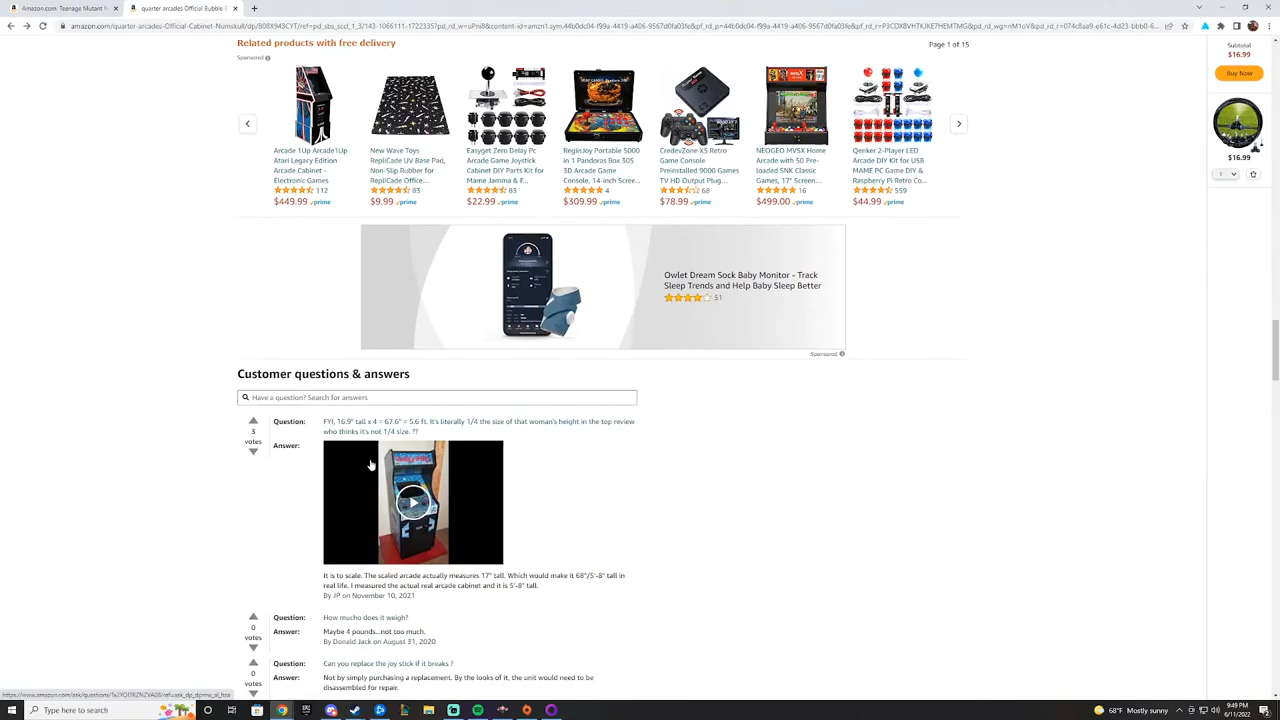 Amazon.com: Teenage Mutant N
quarter arcades Official Bubble B
Related products with free delivery
Page 1 of 15
Sponsored
Subtotal
$16.99
Buy Now
$16.99
1
Arcade 1Up Arcade1Up
Atari Legacy Edition
Arcade Cabinet -
Electronic Games
112
$449.99 prime
New Wave Toys
RepliCade UV Base Pad,
Non-Slip Rubber for
RepliCade Office...
83
$9.99 prime
Easyget Zero Delay Pc
Arcade Game Joystick
Cabinet DIY Parts Kit for
Mame Jamma & F...
83
$22.99 prime
RegiisJoy Portable 5000
in 1 Pandoras Box 30S
3D Arcade Game
Console, 14-inch Scree...
4
$309.99 prime
CredevZone X5 Retro
Game Console
Preinstalled 9000 Games
TV HD Output Plug...
68
$78.99 prime
NEOGEO MVSX Home
Arcade with 50 Pre-
loaded SNK Classic
Games, 17" Screen...
16
$499.00 prime
Qenker 2-Player LED
Arcade DIY Kit for USB
MAME PC Game DIY &
Raspberry Pi Retro Co...
559
$44.99 prime
Owlet Dream Sock Baby Monitor - Track
Sleep Trends and Help Baby Sleep Better
51
Sponsored
Customer questions & answers
Have a question? Search for answers
3
votes
Question: FYI, 16.9" tall x 4 = 67.6" = 5.6 ft. It's literally 1/4 the size of that woman's height in the top review
who thinks it's not 1/4 size. ??
Answer:
It is to scale. The scaled arcade actually measures 17" tall. Which would make it 68"/5'-8" tall in
real life. I measured the actual real arcade cabinet and it is 5'-8" tall.
By JP on November 10, 2021
0
votes
Question: How mucho does it weigh?
Answer: Maybe 4 pounds...not too much.
By Donald Jack on August 31, 2020
0
votes
Question: Can you replace the joy stick if it breaks ?
Answer: Not by simply purchasing a replacement. By the looks of it, the unit would need to be
disassembled for repair.
Type here to search
68°F Mostly sunny
9:49 PM
6/11/2022